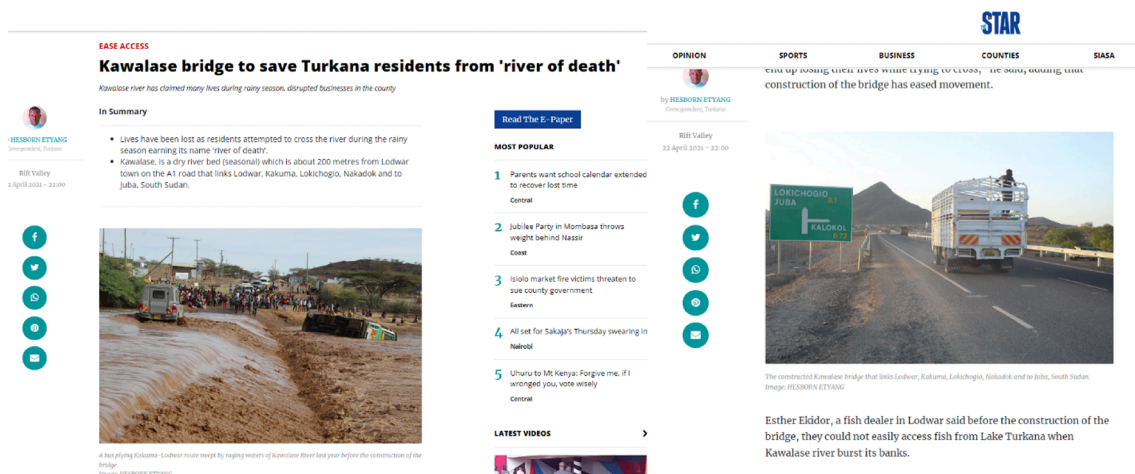 EASE ACCESS
Kawalase bridge to save Turkana residents from 'river of death'
Kawalase river has claimed many lives during rainy season, disrupted businesses in the county
HESBORN ETYANG
Correspondent, Turkana
Rift Valley
2 April 2021 - 22:00
In Summary
Lives have been lost as residents attempted to cross the river during the rainy
season earning its name 'river of death'.
Kawalase, is a dry river bed (seasonal) which is about 200 metres from Lodwar
town on the A1 road that links Lodwar, Kakuma, Lokichogio, Nakadok and to
Juba, South Sudan.
A bus plying Kakuma-Lodwar route swept by raging waters of Kawalase River last year before the construction of the
bridge.
Image: HESBORN ETYANG
Read The E-Paper
MOST POPULAR
1 Parents want school calendar extended
to recover lost time
Central
2 Jubilee Party in Mombasa throws
weight behind Nassir
Coast
3 Isiolo market fire victims threaten to
sue county government
Eastern
4 All set for Sakaja's Thursday swearing in
Nairobi
5 Uhuru to Mt Kenya: Forgive me, if I
wronged you, vote wisely
Central
LATEST VIDEOS
STAR
OPINION
SPORTS
BUSINESS
COUNTIES
SIASA
by HESBORN ETYANG
Correspondent, Turkana
Rift Valley
22 April 2021 - 22:00
end up losing their lives while trying to cross," he said, adding that
construction of the bridge has eased movement.
LOKICHOGIO
JUBA A1
KALOKOL
The constructed Kawalase bridge that links Lodwar, Kakuma, Lokichogio, Nakadok and to Juba, South Sudan.
Image: HESBORN ETYANG
Esther Ekidor, a fish dealer in Lodwar said before the construction of the
bridge, they could not easily access fish from Lake Turkana when
Kawalase river burst its banks.